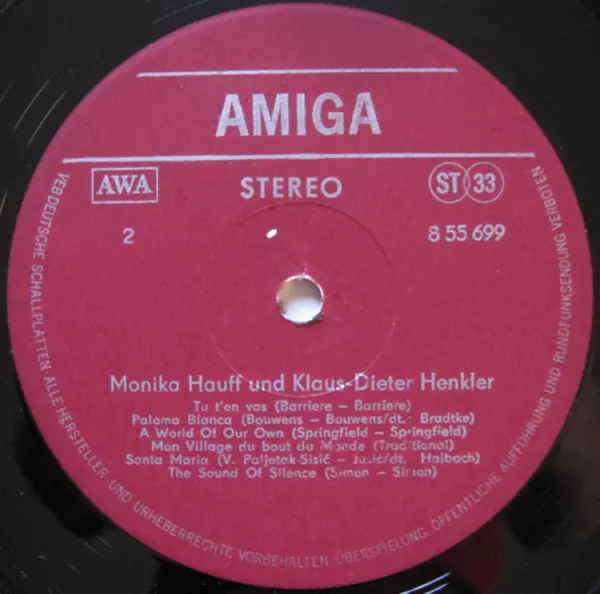 AMIGA
AWA
STEREO
ST 33
2
8 55 699
Monika Hauff und Klaus-Dieter Henkler
Tu t'en vas (Barriere – Barriere)
Paloma Blanca (Bouwens – Bouwens/dt.: Bradtke)
A World Of Our Own (Springfield – Springfield)
Mon Village du bout du Monde (Traditional)
Santa Maria (V. Paljetak-Sisić – Jusić/dt. Halbach)
The Sound Of Silence (Simon – Simon)
VEB DEUTSCHE SCHALLPLATTEN · ALLE HERSTELLER UND URHEBERRECHTE VORBEHALTEN · ÜBERSPIELUNG, ÖFFENTLICHE AUFFÜHRUNG UND RUNDFUNKSENDUNG VERBOTEN